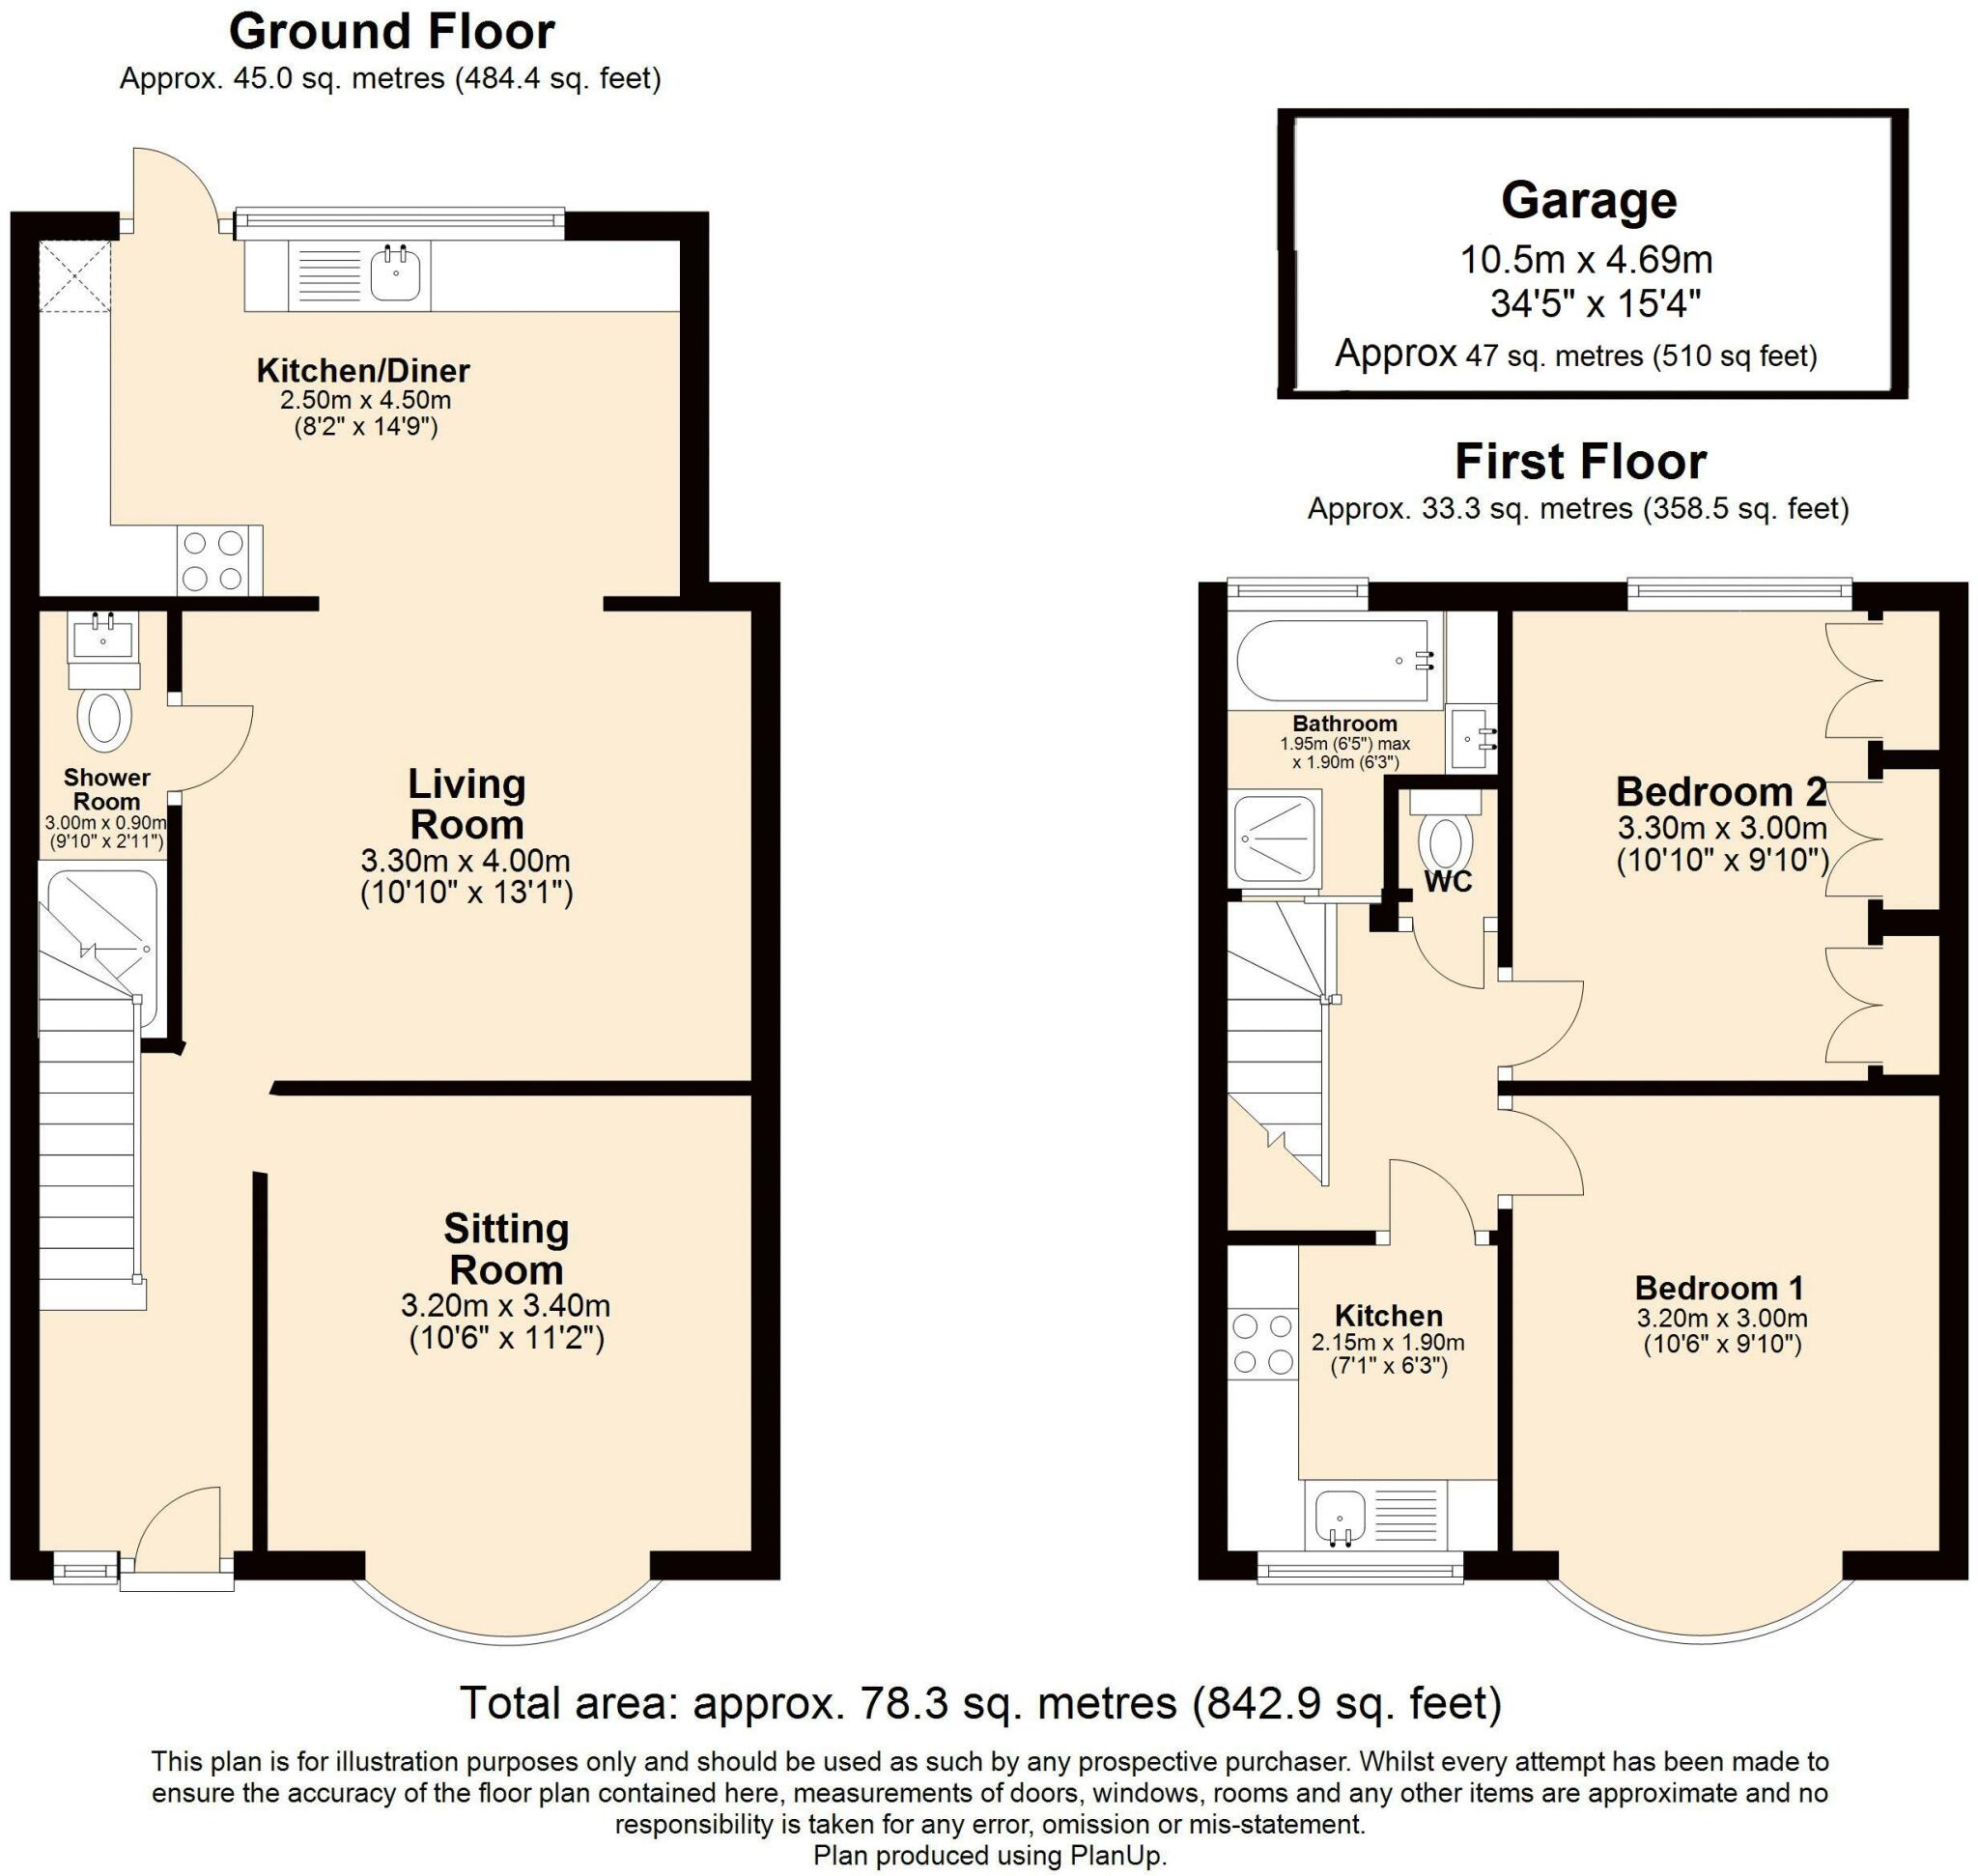 Ground Floor
Approx. 45.0 sq. metres (484.4 sq. feet)
Kitchen/Diner
2.50m x 4.50m
(8'2" x 14'9")
Shower
Room
3.00m x 0.90m
(9'10" x 2'11")
Living
Room
3.30m x 4.00m
(10'10" x 13'1")
Sitting
Room
3.20m x 3.40m
(10'6" x 11'2")
Garage
10.5m x 4.69m
34'5" x 15'4"
Approx 47 sq. metres (510 sq feet)
First Floor
Approx. 33.3 sq. metres (358.5 sq. feet)
Bathroom
1.95m (6'5") max
x 1.90m (6'3")
WC
Bedroom 2
3.30m x 3.00m
(10'10" x 9'10")
Kitchen
2.15m x 1.90m
(7'1" x 6'3")
Bedroom 1
3.20m x 3.00m
(10'6" x 9'10")
Total area: approx. 78.3 sq. metres (842.9 sq. feet)
This plan is for illustration purposes only and should be used as such by any prospective purchaser. Whilst every attempt has been made to
ensure the accuracy of the floor plan contained here, measurements of doors, windows, rooms and any other items are approximate and no
responsibility is taken for any error, omission or mis-statement.
Plan produced using PlanUp.